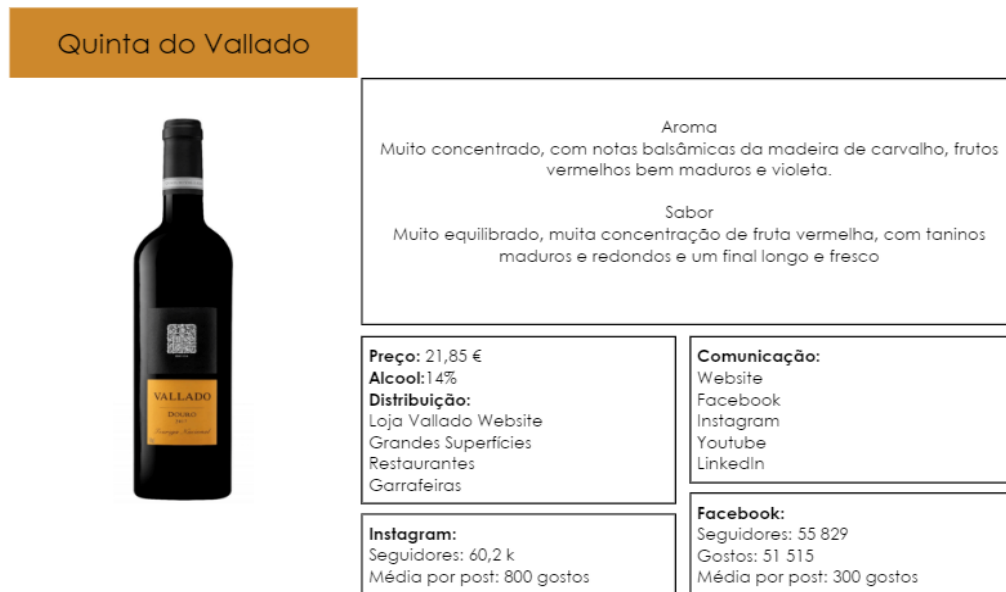 Quinta do Vallado
Aroma
Muito concentrado, com notas balsâmicas da madeira de carvalho, frutos
vermelhos bem maduros e violeta.
Sabor
Muito equilibrado, muita concentração de fruta vermelha, com taninos
maduros e redondos e um final longo e fresco
VALLADO
DOURO
Touriga Nacional
Preço: 21,85 €
Alcool:14%
Distribuição:
Loja Vallado Website
Grandes Superfícies
Restaurantes
Garrafeiras
Comunicação:
Website
Facebook
Instagram
Youtube
LinkedIn
Instagram:
Seguidores: 60,2 k
Média por post: 800 gostos
Facebook:
Seguidores: 55 829
Gostos: 51 515
Média por post: 300 gostos